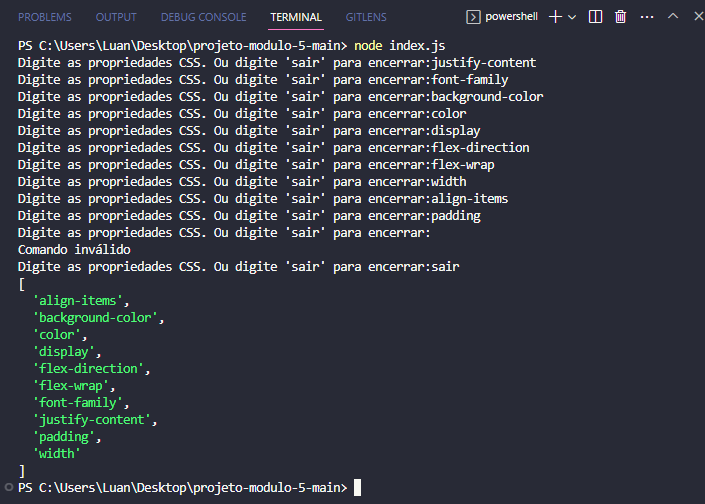 PROBLEMS OUTPUT DEBUG CONSOLE TERMINAL GITLENS powershell
PS C:\Users\Luan\Desktop\projeto-modulo-5-main> node index.js
Digite as propriedades CSS. Ou digite 'sair' para encerrar:justify-content
Digite as propriedades CSS. Ou digite 'sair' para encerrar:font-family
Digite as propriedades CSS. Ou digite 'sair' para encerrar:background-color
Digite as propriedades CSS. Ou digite 'sair' para encerrar:color
Digite as propriedades CSS. Ou digite 'sair' para encerrar:display
Digite as propriedades CSS. Ou digite 'sair' para encerrar:flex-direction
Digite as propriedades CSS. Ou digite 'sair' para encerrar:flex-wrap
Digite as propriedades CSS. Ou digite 'sair' para encerrar:width
Digite as propriedades CSS. Ou digite 'sair' para encerrar:align-items
Digite as propriedades CSS. Ou digite 'sair' para encerrar:padding
Digite as propriedades CSS. Ou digite 'sair' para encerrar:
Comando inválido
Digite as propriedades CSS. Ou digite 'sair' para encerrar:sair
[
  'align-items',
  'background-color',
  'color',
  'display',
  'flex-direction',
  'flex-wrap',
  'font-family',
  'justify-content',
  'padding',
  'width'
]
PS C:\Users\Luan\Desktop\projeto-modulo-5-main>